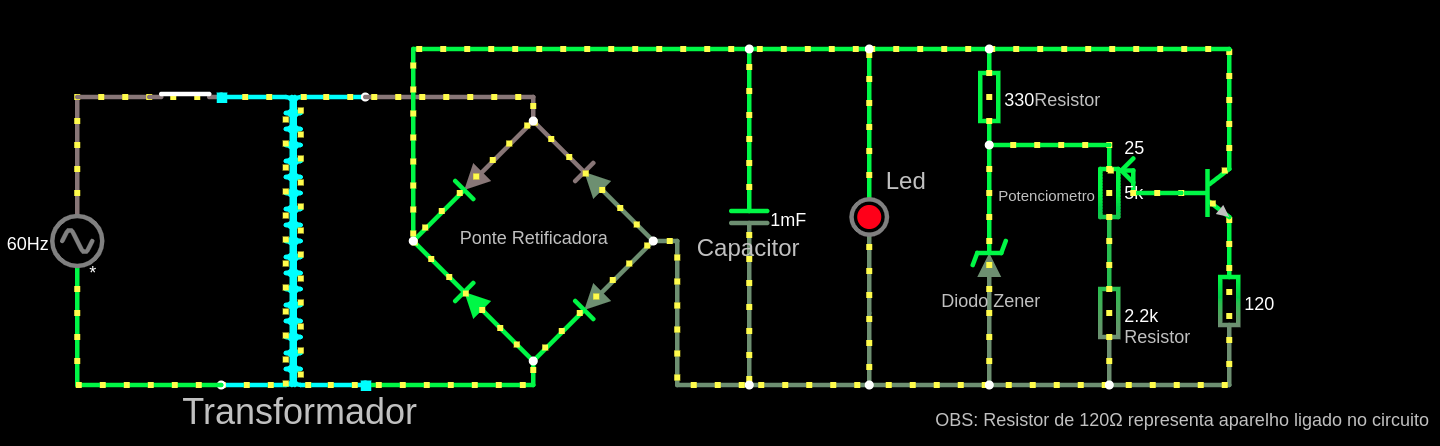 25
330Resistor
Led
5k
Potenciometro
1mF
60Hz
Ponte Retificadora
Capacitor
*
Diodo Zener
120
2.2k
Resistor
Transformador
OBS: Resistor de 120Ω representa aparelho ligado no circuito